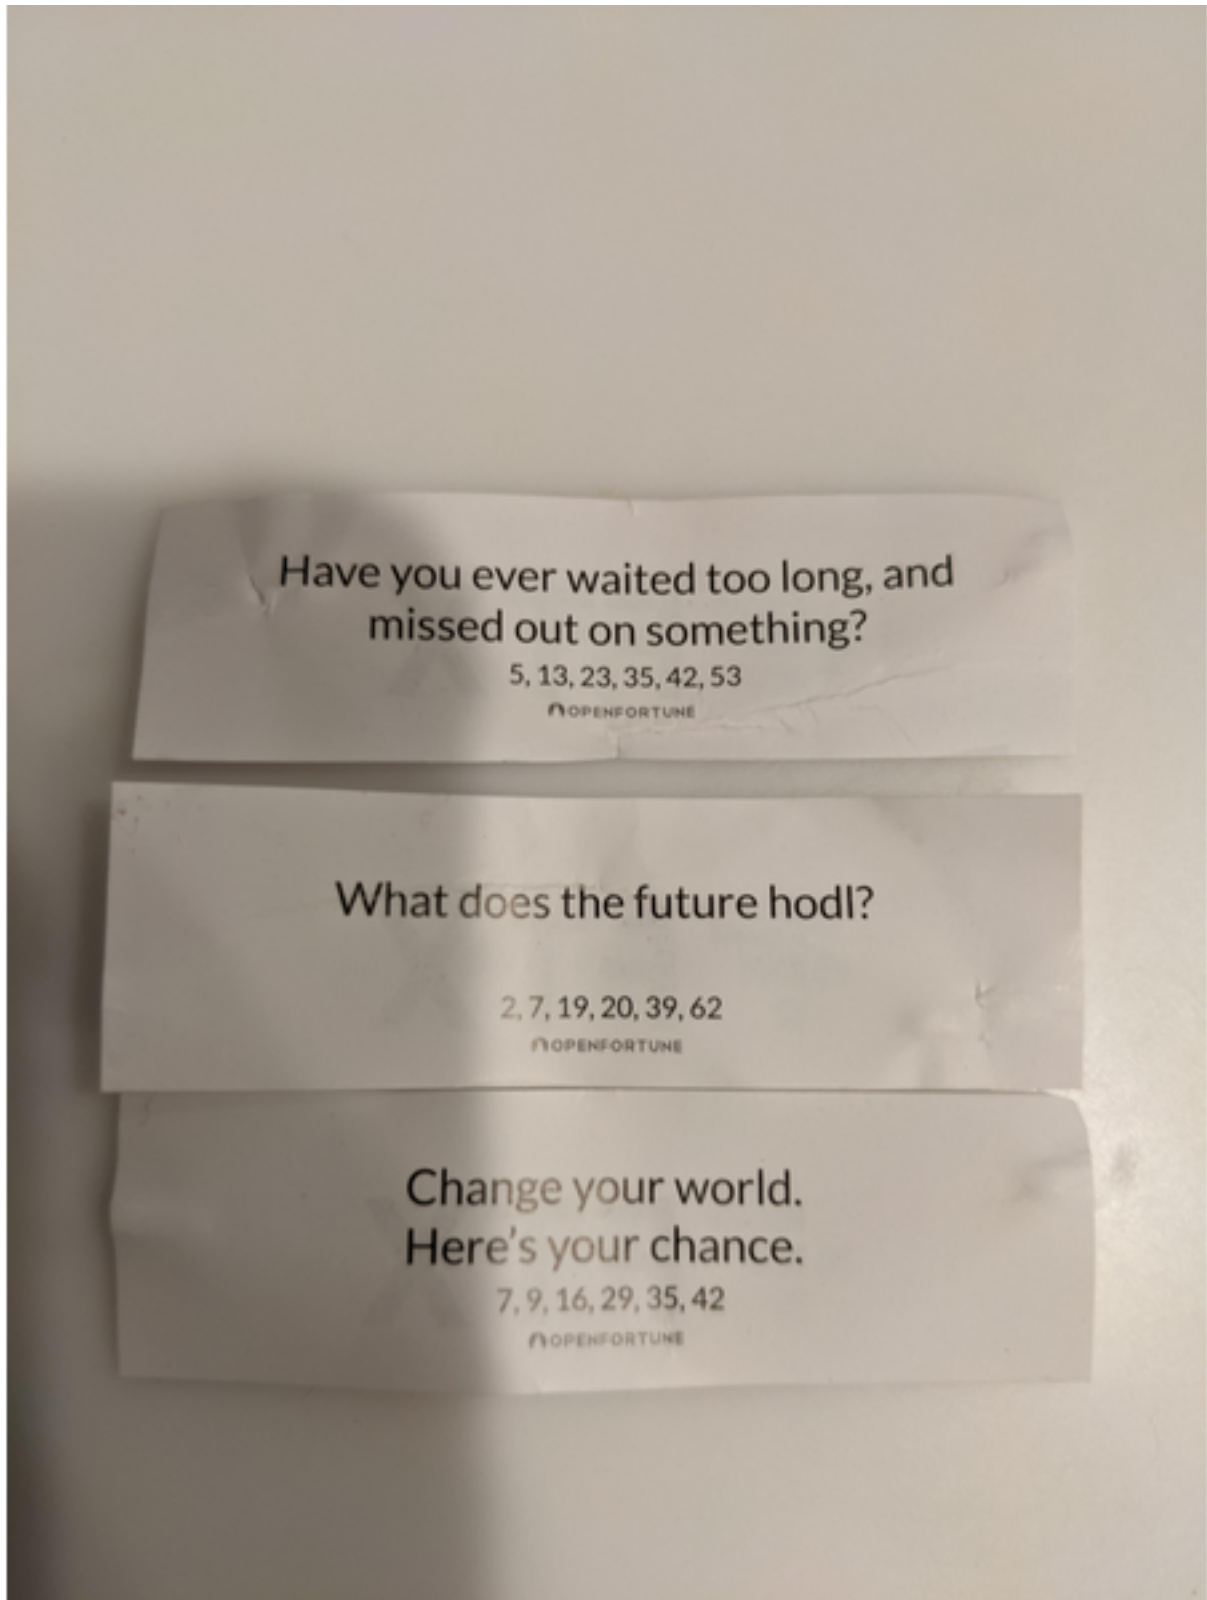 Have you ever waited too long, and
missed out on something?
5, 13, 23, 35, 42, 53
OPENFORTUNE
What does the future hodl?
2, 7, 19, 20, 39, 62
OPENFORTUNE
Change your world.
Here's your chance.
7, 9, 16, 29, 35, 42
OPENFORTUNE